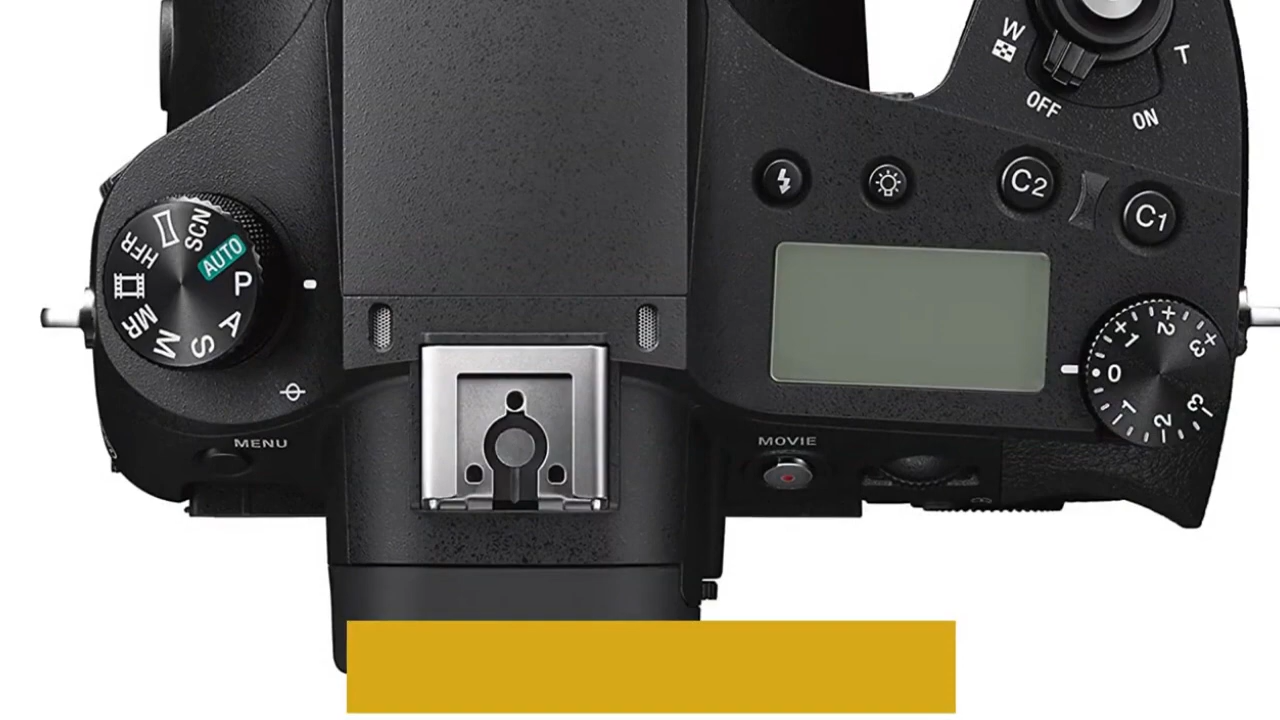 W
T
OFF
ON
C2
C1
SCN
HFR
AUTO
P
A
S
M
MR
+1
+2
+3
0
-1
-2
-3
MENU
MOVIE